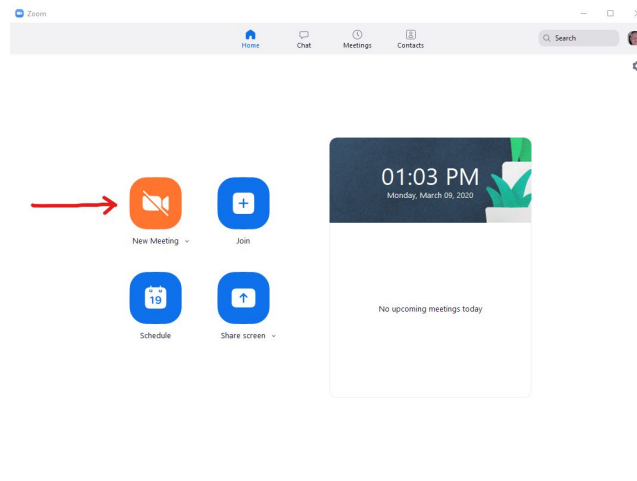 Zoom
Home
Chat
Meetings
Contacts
Search
01:03 PM
Monday, March 09, 2020
New Meeting
Join
19
Schedule
Share screen
No upcoming meetings today